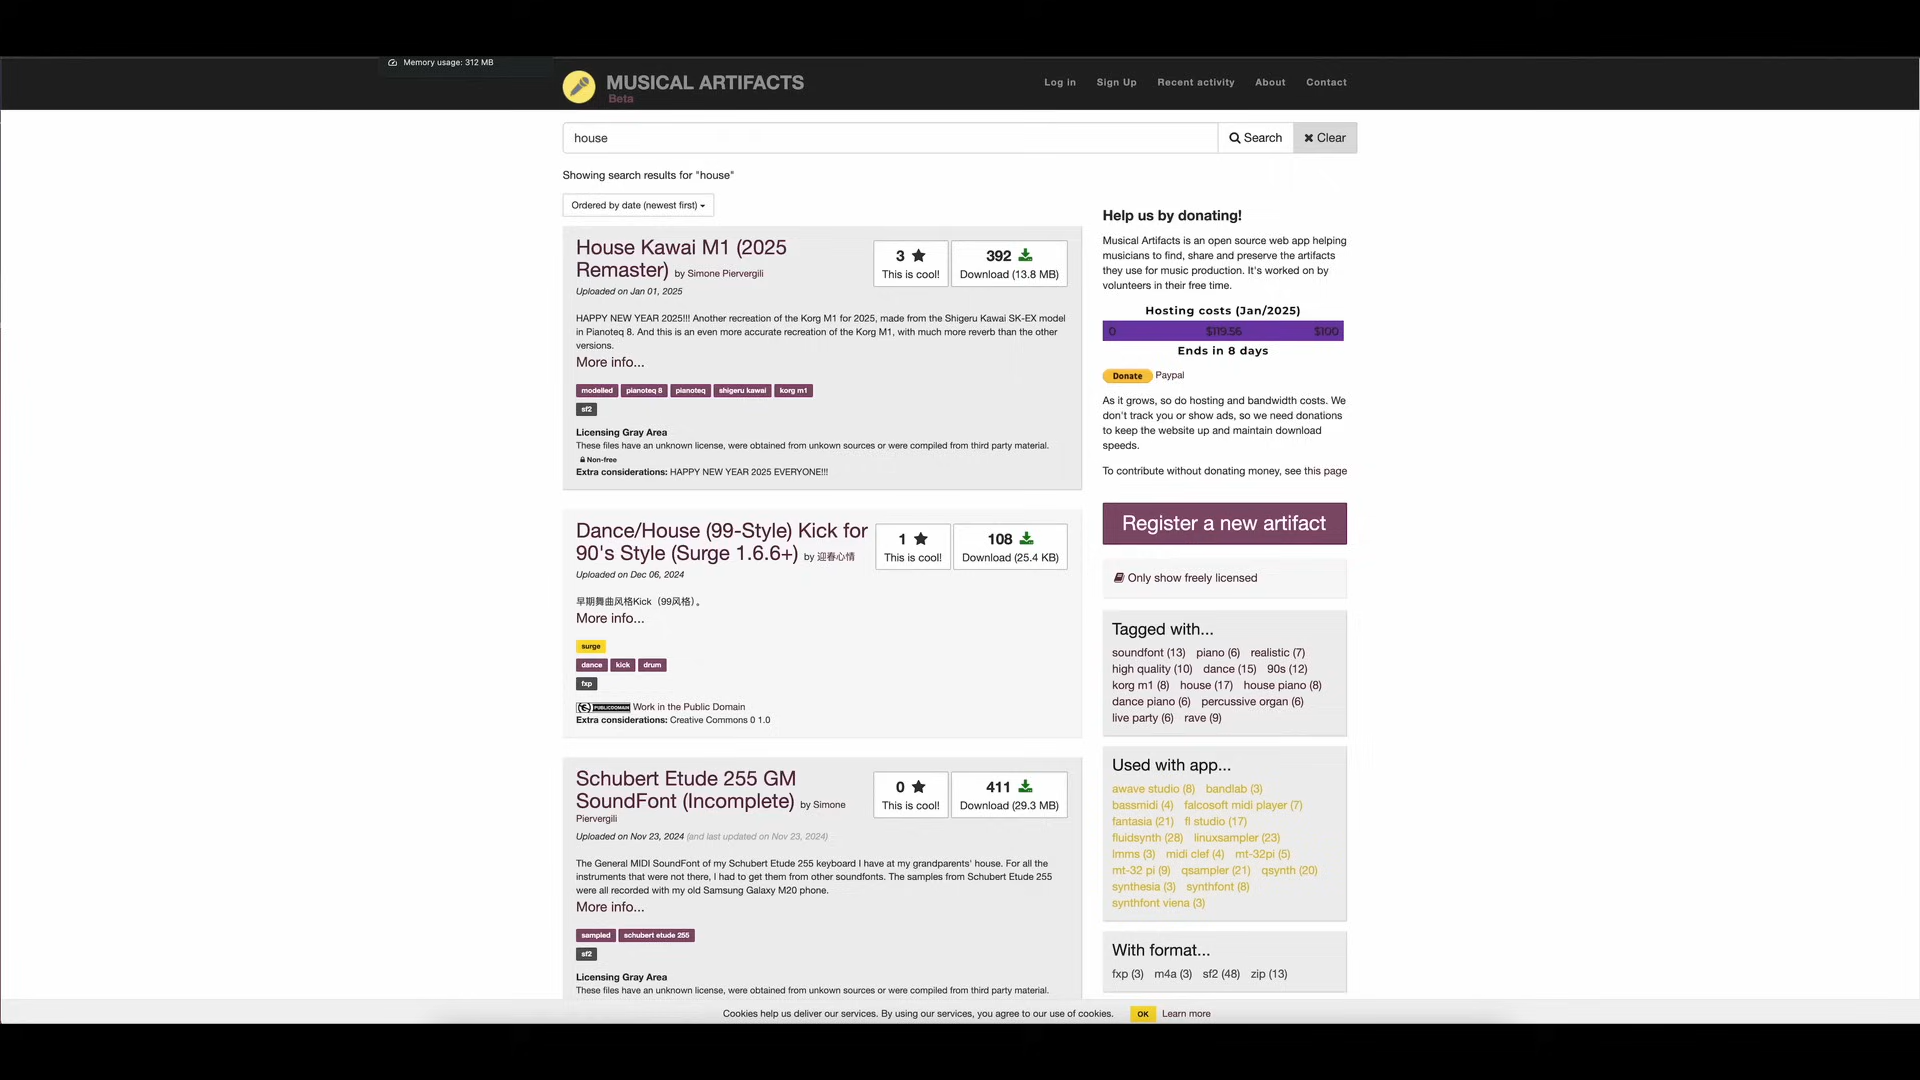 Memory usage: 312 MB
MUSICAL ARTIFACTS
Beta
Log in Sign Up Recent activity About Contact
house
Search
Clear
Showing search results for "house"
Ordered by date (newest first)
House Kawai M1 (2025
Remaster) by Simone Piervergili
3
This is cool!
392
Download (13.8 MB)
Uploaded on Jan 01, 2025
HAPPY NEW YEAR 2025!!! Another recreation of the Korg M1 for 2025, made from the Shigeru Kawai SK-EX model
in Pianoteq 8. And this is an even more accurate recreation of the Korg M1, with much more reverb than the other
versions.
More info...
modelled pianoteq 8 pianoteq shigeru kawai korg m1
sf2
Licensing Gray Area
These files have an unknown license, were obtained from unkown sources or were compiled from third party material.
Non-free
Extra considerations: HAPPY NEW YEAR 2025 EVERYONE!!!
Dance/House (99-Style) Kick for
90's Style (Surge 1.6.6+) by 迎春心情
1
This is cool!
108
Download (25.4 KB)
Uploaded on Dec 06, 2024
早期舞曲风格Kick（99风格）。
More info...
surge
dance kick drum
fxp
PUBLIC DOMAIN Work in the Public Domain
Extra considerations: Creative Commons 0 1.0
Schubert Etude 255 GM
SoundFont (Incomplete) by Simone
Piervergili
0
This is cool!
411
Download (29.3 MB)
Uploaded on Nov 23, 2024 (and last updated on Nov 23, 2024)
The General MIDI SoundFont of my Schubert Etude 255 keyboard I have at my grandparents' house. For all the
instruments that were not there, I had to get them from other soundfonts. The samples from Schubert Etude 255
were all recorded with my old Samsung Galaxy M20 phone.
More info...
sampled schubert etude 255
sf2
Licensing Gray Area
These files have an unknown license, were obtained from unkown sources or were compiled from third party material.
Help us by donating!
Musical Artifacts is an open source web app helping
musicians to find, share and preserve the artifacts
they use for music production. It's worked on by
volunteers in their free time.
Hosting costs (Jan/2025)
0 $119.56 $100
Ends in 8 days
Donate Paypal
As it grows, so do hosting and bandwidth costs. We
don't track you or show ads, so we need donations
to keep the website up and maintain download
speeds.
To contribute without donating money, see this page
Register a new artifact
Only show freely licensed
Tagged with...
soundfont (13) piano (6) realistic (7)
high quality (10) dance (15) 90s (12)
korg m1 (8) house (17) house piano (8)
dance piano (6) percussive organ (6)
live party (6) rave (9)
Used with app...
awave studio (8) bandlab (3)
bassmidi (4) falcosoft midi player (7)
fantasia (21) fl studio (17)
fluidsynth (28) linuxsampler (23)
lmms (3) midi clef (4) mt-32pi (5)
mt-32 pi (9) qsampler (21) qsynth (20)
synthesia (3) synthfont (8)
synthfont viena (3)
With format...
fxp (3) m4a (3) sf2 (48) zip (13)
Cookies help us deliver our services. By using our services, you agree to our use of cookies. OK Learn more